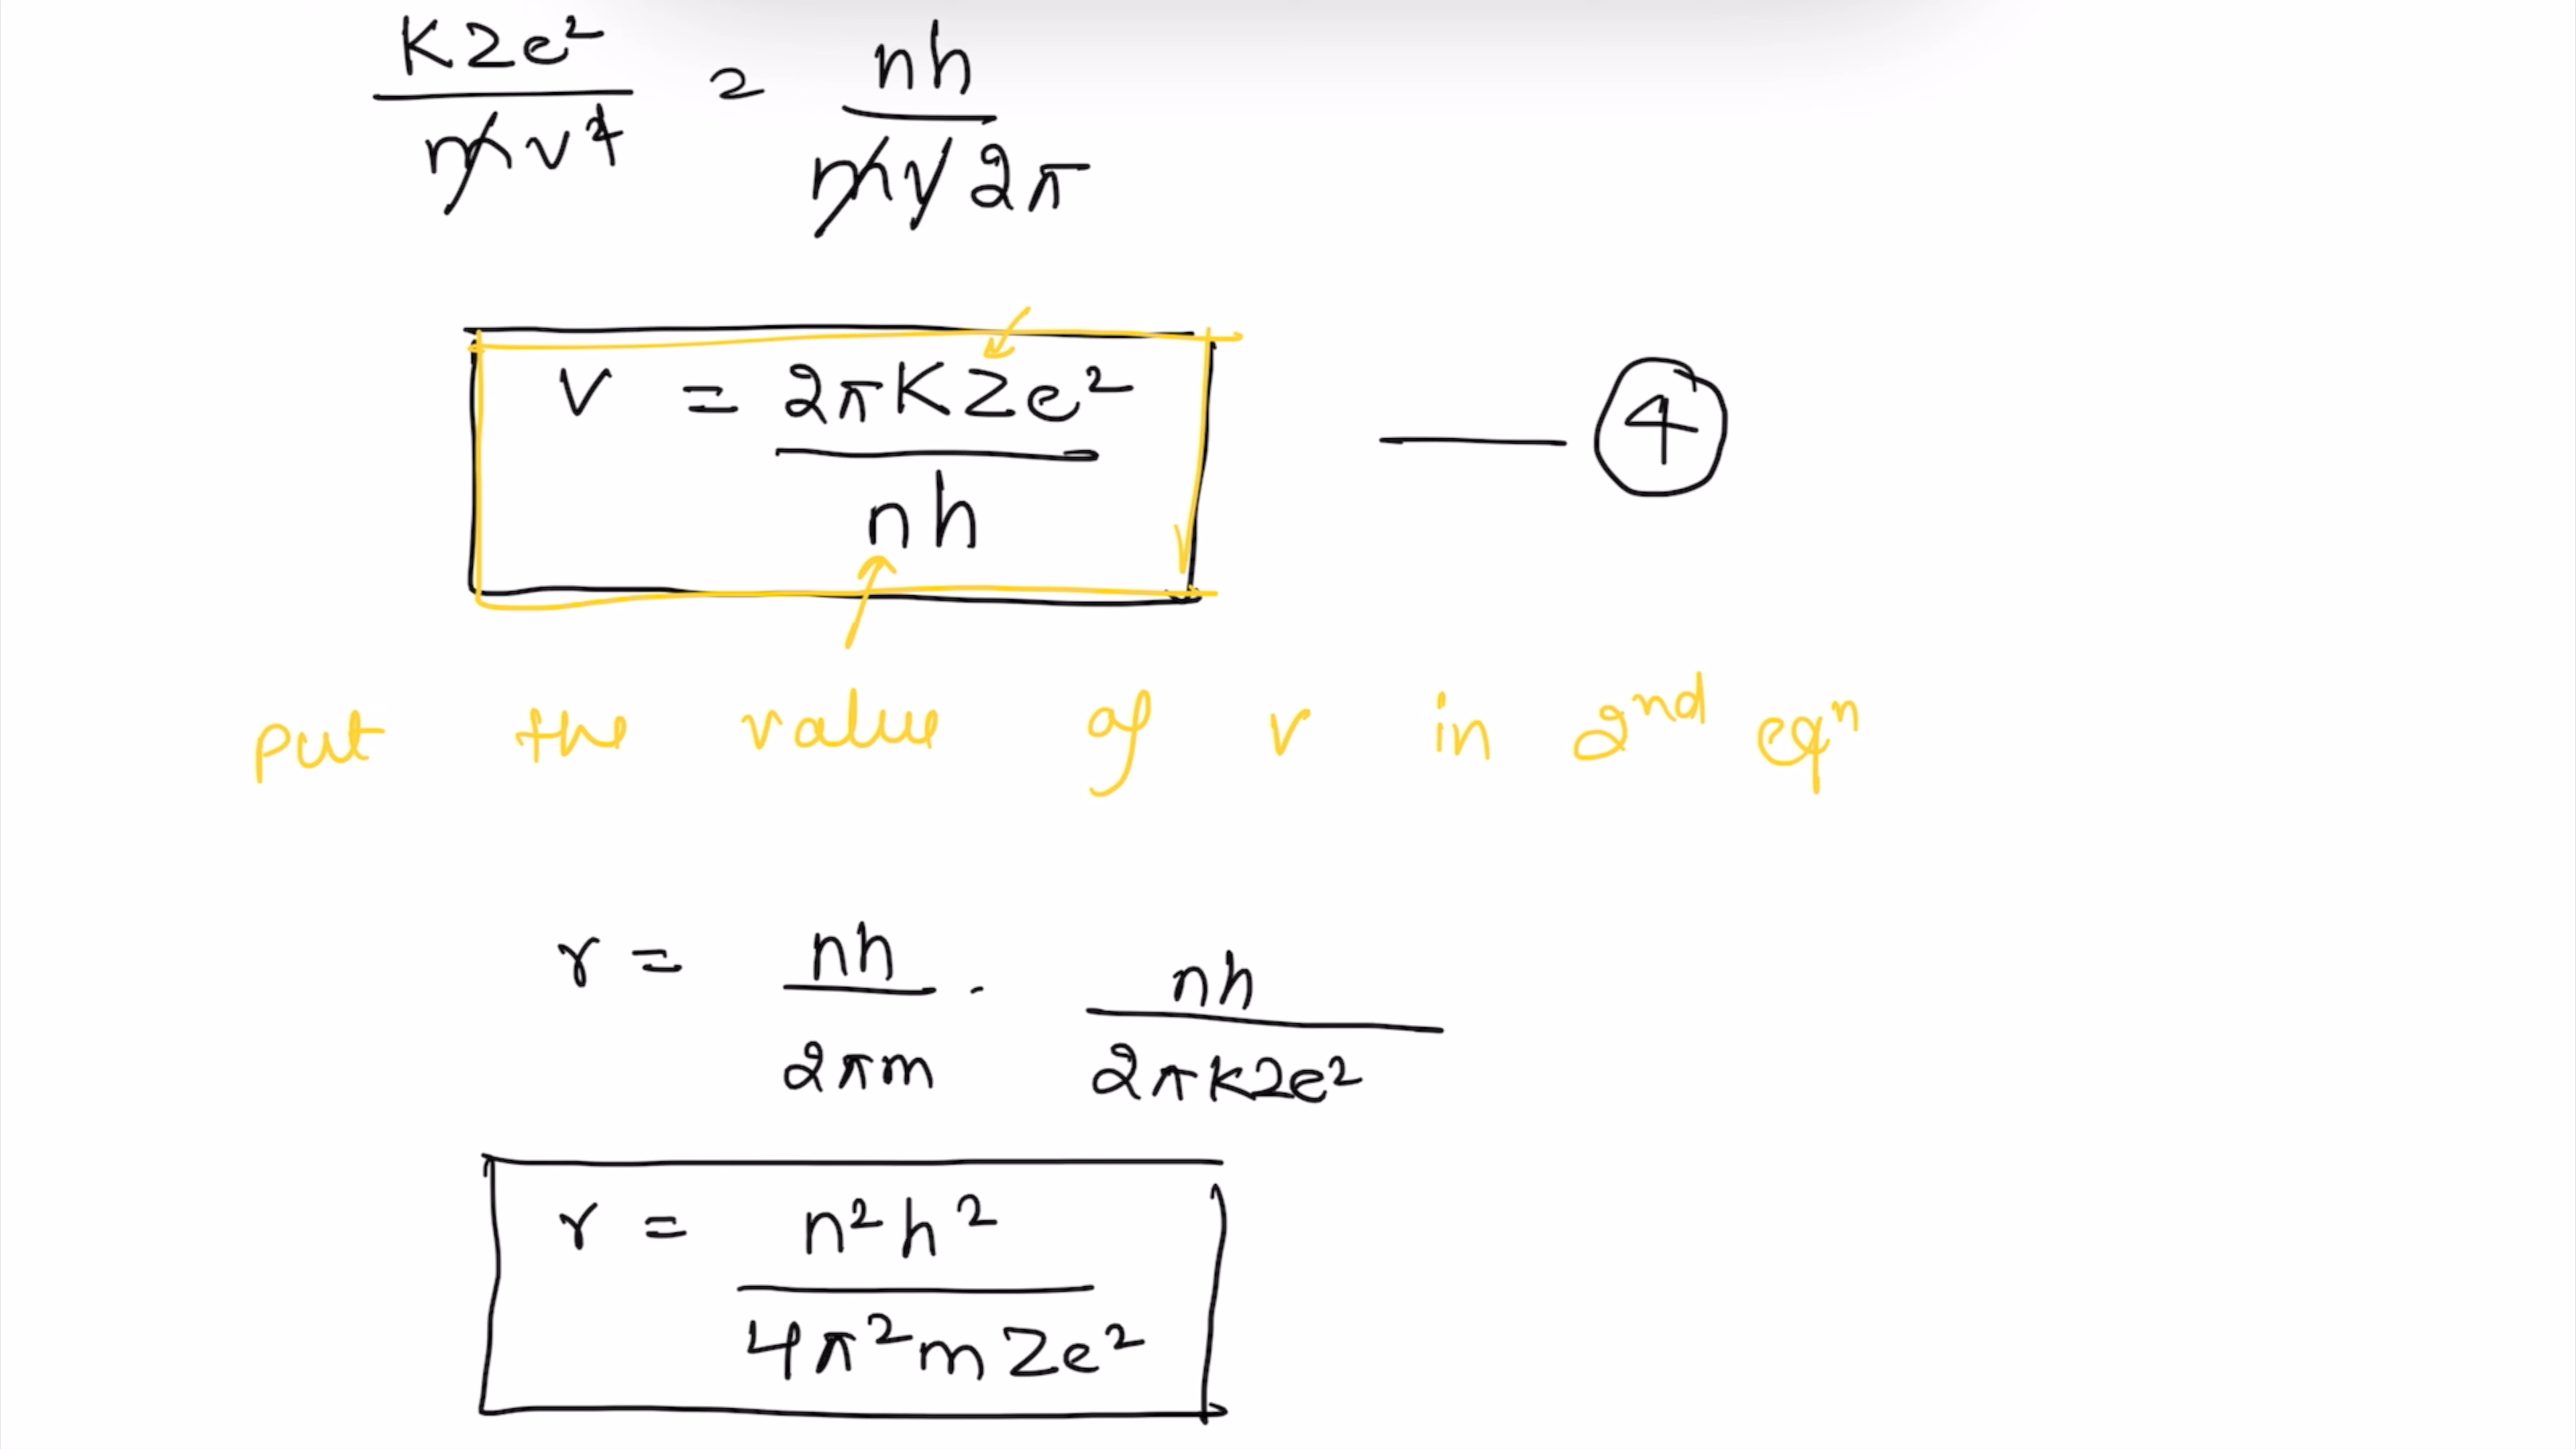 KZe² / mv² = nh / mv2π
v = 2πKZe² / nh —— 4
put the value of v in 2nd eqn
r = nh / 2πm . nh / 2πKZe²
r = n²h² / 4π²mZe²